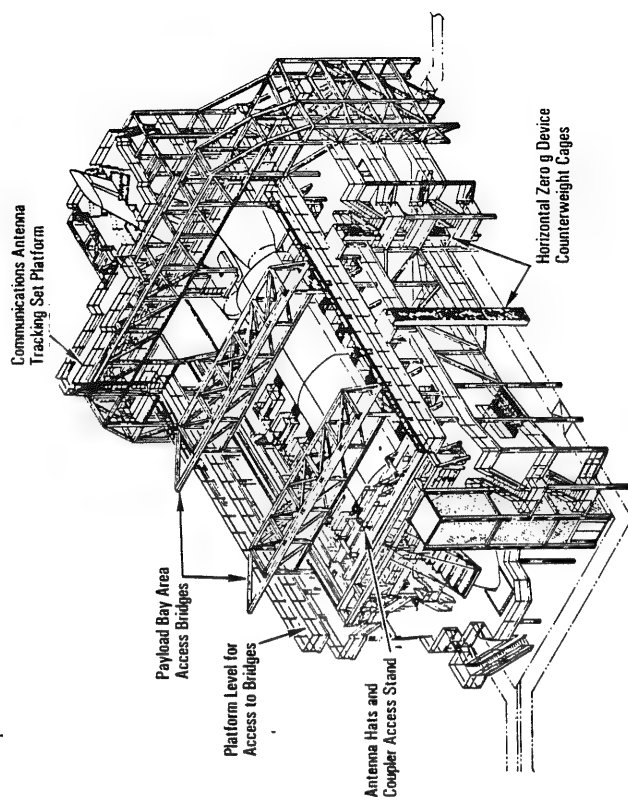 Communications Antenna
Tracking Set Platform
Payload Bay Area
Access Bridges
Platform Level for
Access to Bridges
Antenna Hats and
Coupler Access Stand
Horizontal Zero g Device
Counterweight Cages